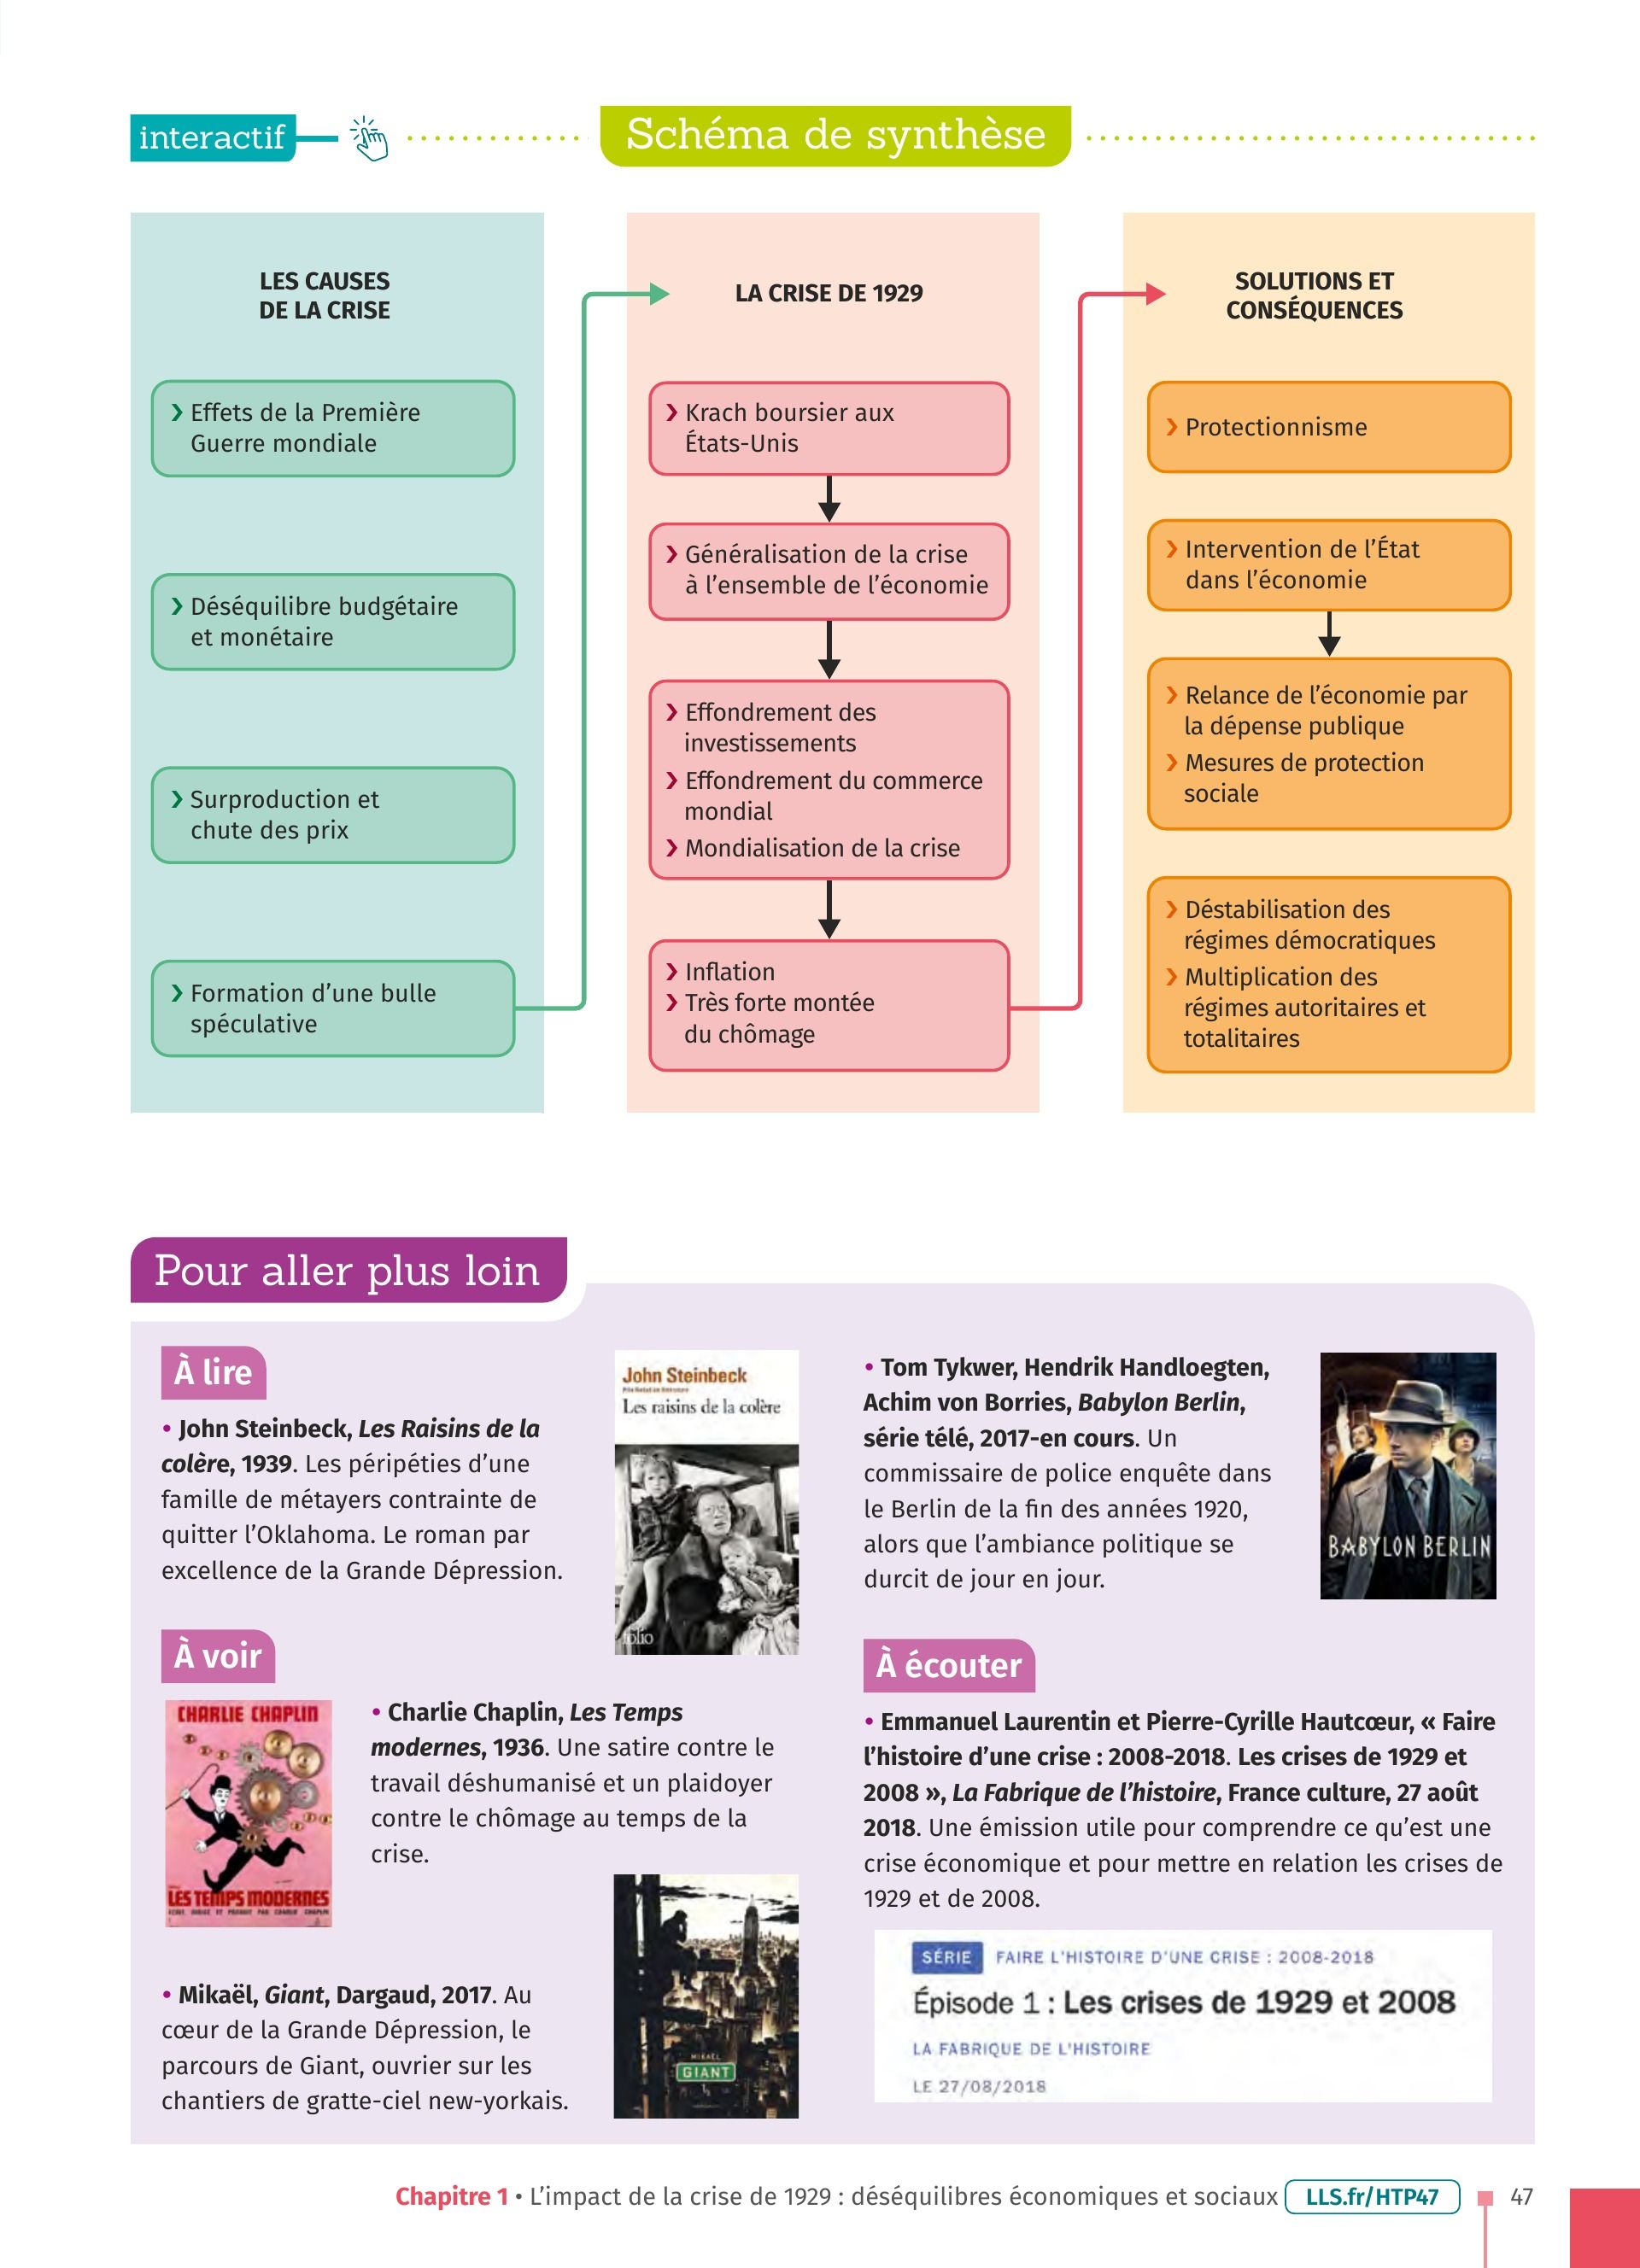 interactif
Schéma de synthèse
LES CAUSES
DE LA CRISE
› Effets de la Première
Guerre mondiale
› Déséquilibre budgétaire
et monétaire
› Surproduction et
chute des prix
› Formation d’une bulle
spéculative
LA CRISE DE 1929
› Krach boursier aux
États-Unis
› Généralisation de la crise
à l’ensemble de l’économie
› Effondrement des
investissements
› Effondrement du commerce
mondial
› Mondialisation de la crise
› Inflation
› Très forte montée
du chômage
SOLUTIONS ET
CONSÉQUENCES
› Protectionnisme
› Intervention de l’État
dans l’économie
› Relance de l’économie par
la dépense publique
› Mesures de protection
sociale
› Déstabilisation des
régimes démocratiques
› Multiplication des
régimes autoritaires et
totalitaires
Pour aller plus loin
À lire
• John Steinbeck, Les Raisins de la
colère, 1939. Les péripéties d’une
famille de métayers contrainte de
quitter l’Oklahoma. Le roman par
excellence de la Grande Dépression.
John Steinbeck
Les raisins de la colère
folio
À voir
CHARLIE CHAPLIN
LES TEMPS MODERNES
• Charlie Chaplin, Les Temps
modernes, 1936. Une satire contre le
travail déshumanisé et un plaidoyer
contre le chômage au temps de la
crise.
• Mikaël, Giant, Dargaud, 2017. Au
cœur de la Grande Dépression, le
parcours de Giant, ouvrier sur les
chantiers de gratte-ciel new-yorkais.
MIKAËL
GIANT
• Tom Tykwer, Hendrik Handloegten,
Achim von Borries, Babylon Berlin,
série télé, 2017-en cours. Un
commissaire de police enquête dans
le Berlin de la fin des années 1920,
alors que l’ambiance politique se
durcit de jour en jour.
BABYLON BERLIN
À écouter
• Emmanuel Laurentin et Pierre-Cyrille Hautcœur, « Faire
l’histoire d’une crise : 2008-2018. Les crises de 1929 et
2008 », La Fabrique de l’histoire, France culture, 27 août
2018. Une émission utile pour comprendre ce qu’est une
crise économique et pour mettre en relation les crises de
1929 et de 2008.
SÉRIE FAIRE L'HISTOIRE D'UNE CRISE : 2008-2018
Épisode 1 : Les crises de 1929 et 2008
LA FABRIQUE DE L'HISTOIRE
LE 27/08/2018
Chapitre 1 • L’impact de la crise de 1929 : déséquilibres économiques et sociaux LLS.fr/HTP47 47